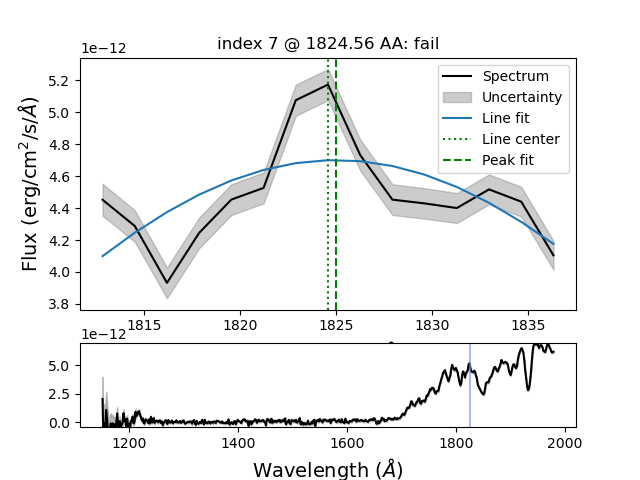 index 7 @ 1824.56 AA: fail
1e−12
5.2
5.0
4.8
4.6
4.4
4.2
4.0
3.8
Flux (erg/cm²/s/Å)
Spectrum
Uncertainty
Line fit
Line center
Peak fit
1815 1820 1825 1830 1835
1e−12
5.0
2.5
0.0
1200 1400 1600 1800 2000
Wavelength (Å)